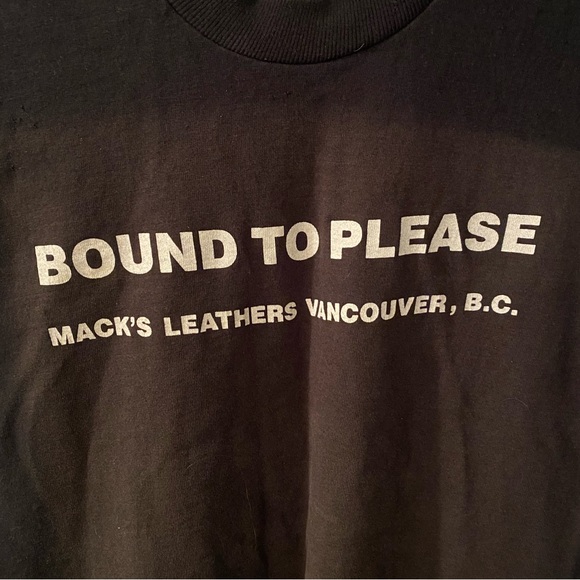 BOUND TO PLEASE
MACK'S LEATHERS VANCOUVER, B.C.